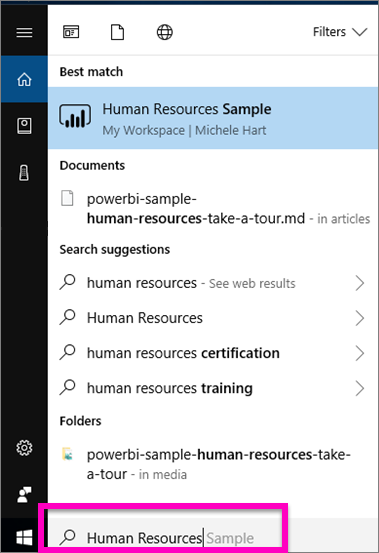 Filters
Best match
Human Resources Sample
My Workspace | Michele Hart
Documents
powerbi-sample-
human-resources-take-a-tour.md - in articles
Search suggestions
human resources - See web results
Human Resources
human resources certification
human resources training
Folders
powerbi-sample-human-resources-take-
-a-tour - in media
Human Resources Sample